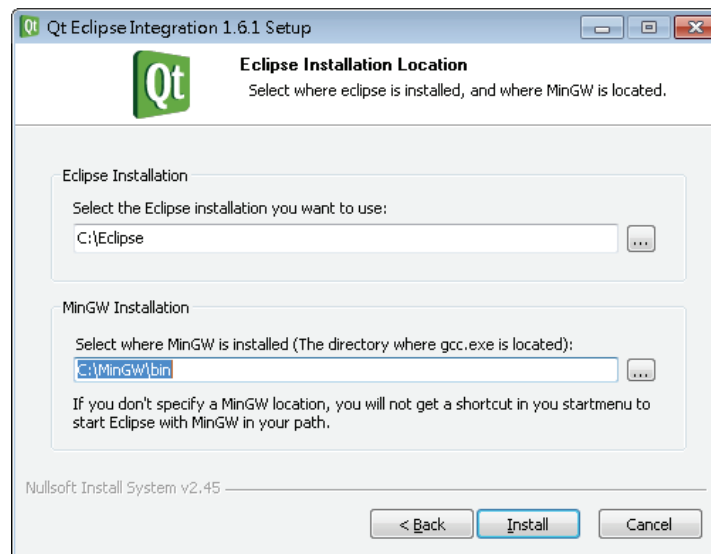 Qt Eclipse Integration 1.6.1 Setup
Qt
Eclipse Installation Location
Select where eclipse is installed, and where MinGW is located.
Eclipse Installation
Select the Eclipse installation you want to use:
C:\Eclipse
...
MinGW Installation
Select where MinGW is installed (The directory where gcc.exe is located):
C:\MinGW\bin
...
If you don't specify a MinGW location, you will not get a shortcut in you startmenu to
start Eclipse with MinGW in your path.
Nullsoft Install System v2.45
< Back Install Cancel